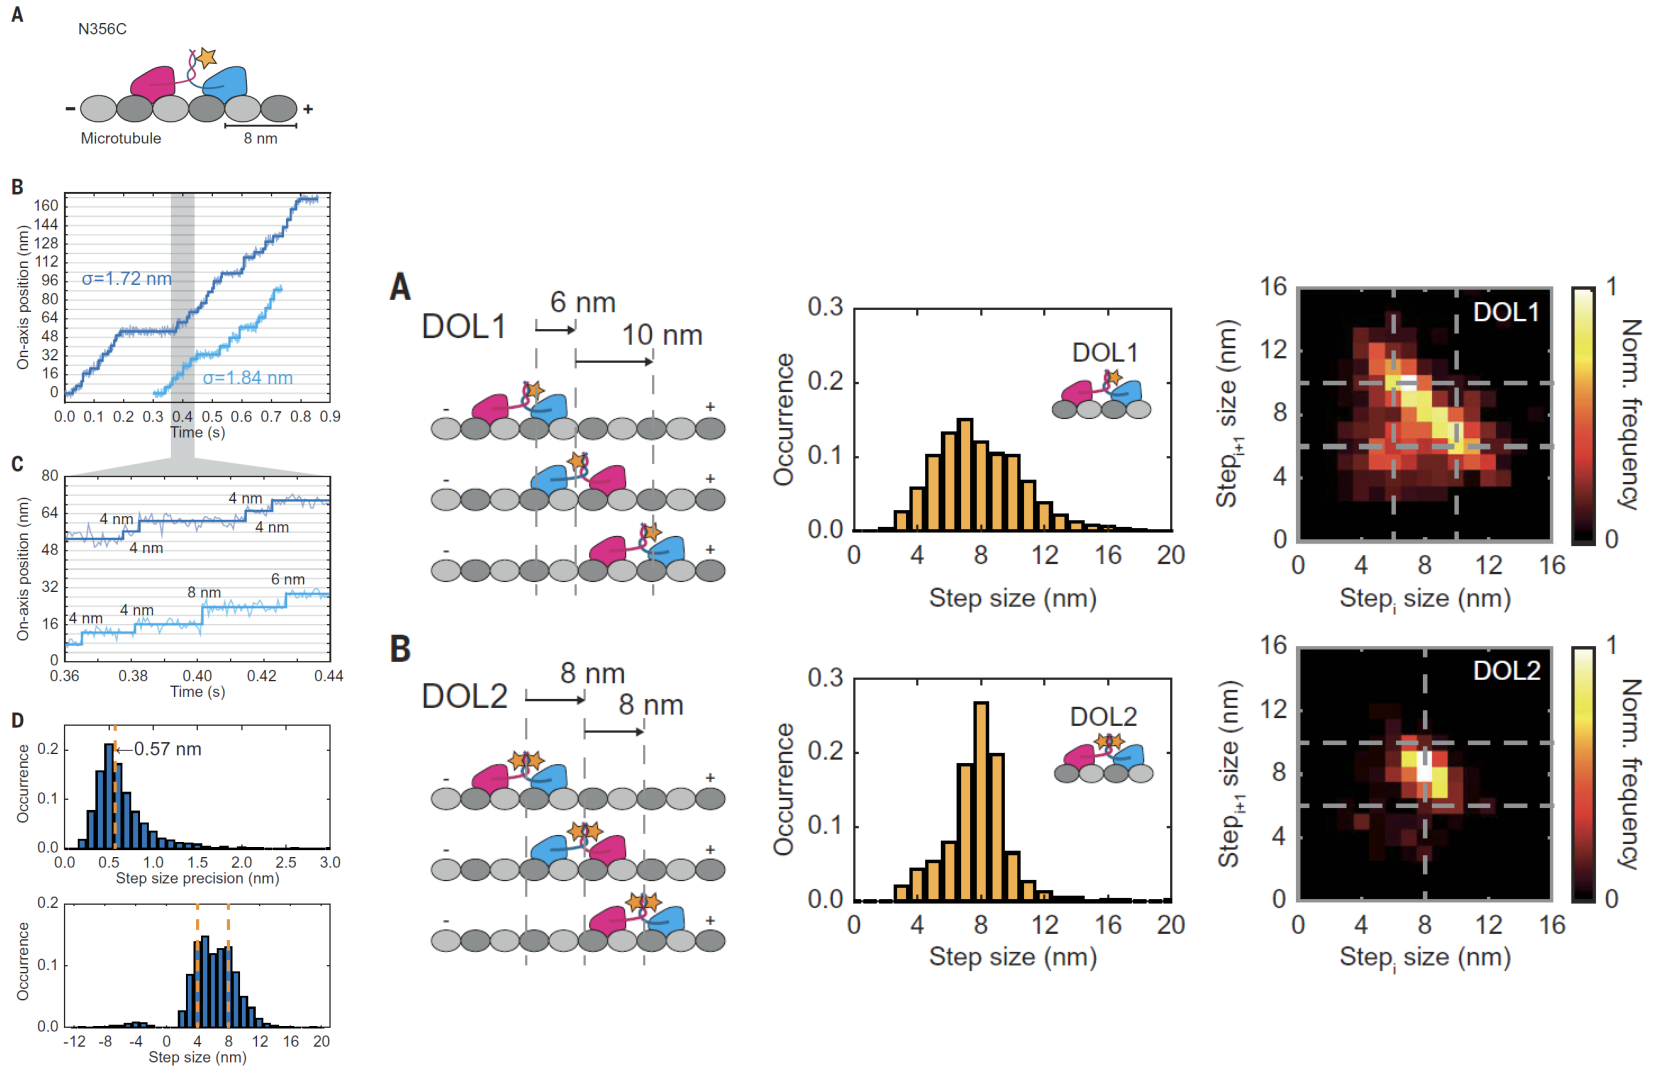 A
N356C
- +
Microtubule 8 nm
B
On-axis position (nm)
160
144
128
112
96
80
64
48
32
16
0
σ=1.72 nm
σ=1.84 nm
0.0 0.1 0.2 0.3 0.4 0.5 0.6 0.7 0.8 0.9
Time (s)
C
On-axis position (nm)
80
64
48
32
16
0
4 nm
4 nm
4 nm
4 nm
4 nm
4 nm
8 nm
6 nm
0.36 0.38 0.40 0.42 0.44
Time (s)
D
Occurrence
0.2
0.1
0.0
←0.57 nm
0.0 0.5 1.0 1.5 2.0 2.5 3.0
Step size precision (nm)
Occurrence
0.2
0.1
0.0
-12 -8 -4 0 4 8 12 16 20
Step size (nm)
A
DOL1
6 nm
10 nm
- +
- +
- +
Occurrence
0.3
0.2
0.1
0.0
DOL1
0 4 8 12 16 20
Step size (nm)
Stepi+1 size (nm)
16
12
8
4
0
DOL1
0 4 8 12 16
Stepi size (nm)
1
0
Norm. frequency
B
DOL2
8 nm
8 nm
- +
- +
- +
Occurrence
0.3
0.2
0.1
0.0
DOL2
0 4 8 12 16 20
Step size (nm)
Stepi+1 size (nm)
16
12
8
4
0
DOL2
0 4 8 12 16
Stepi size (nm)
1
0
Norm. frequency